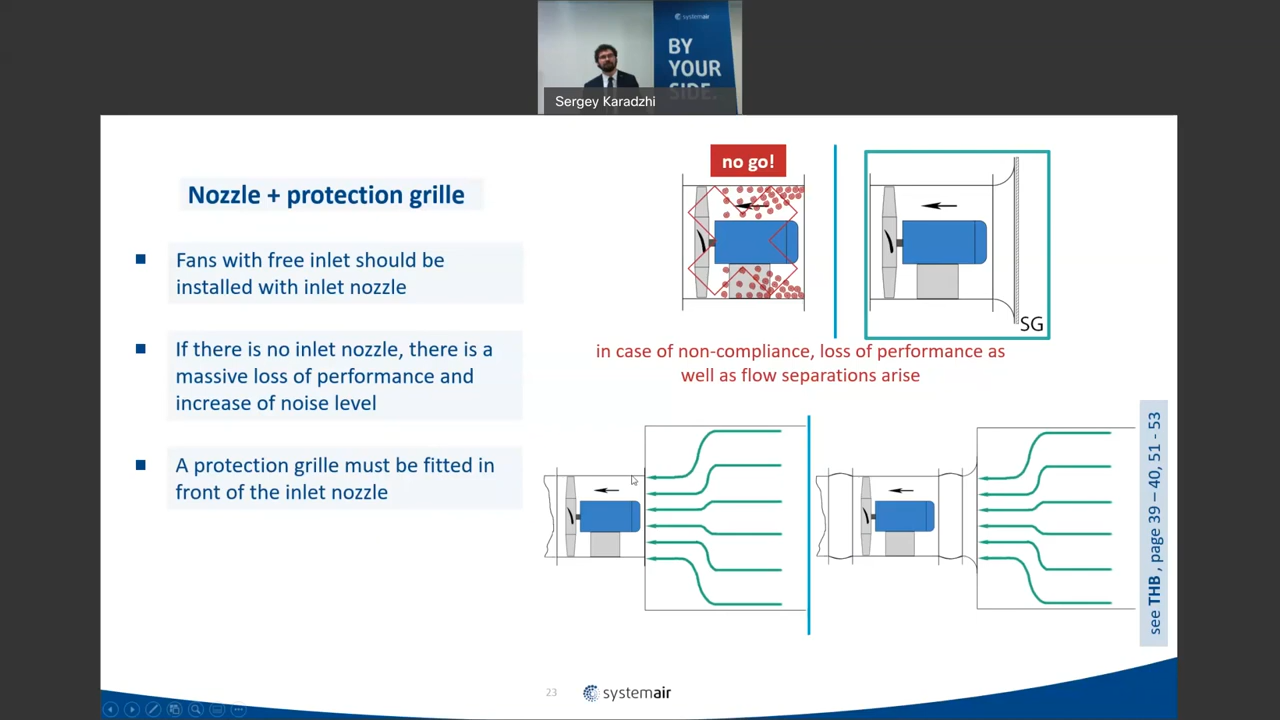 systemair
BY
YOUR
SIDE.
Sergey Karadzhi
Nozzle + protection grille
Fans with free inlet should be
installed with inlet nozzle
If there is no inlet nozzle, there is a
massive loss of performance and
increase of noise level
A protection grille must be fitted in
front of the inlet nozzle
no go!
SG
in case of non-compliance, loss of performance as
well as flow separations arise
see THB , page 39 – 40, 51 - 53
23
systemair